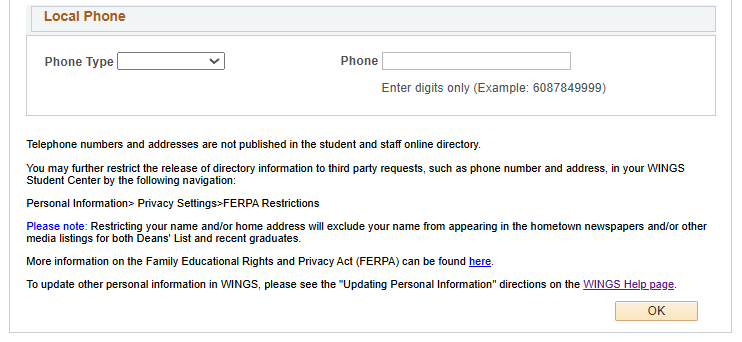 Local Phone
Phone Type Phone
Enter digits only (Example: 6087849999)
Telephone numbers and addresses are not published in the student and staff online directory.
You may further restrict the release of directory information to third party requests, such as phone number and address, in your WINGS
Student Center by the following navigation:
Personal Information> Privacy Settings>FERPA Restrictions
Please note: Restricting your name and/or home address will exclude your name from appearing in the hometown newspapers and/or other
media listings for both Deans' List and recent graduates.
More information on the Family Educational Rights and Privacy Act (FERPA) can be found here.
To update other personal information in WINGS, please see the "Updating Personal Information" directions on the WINGS Help page.
OK